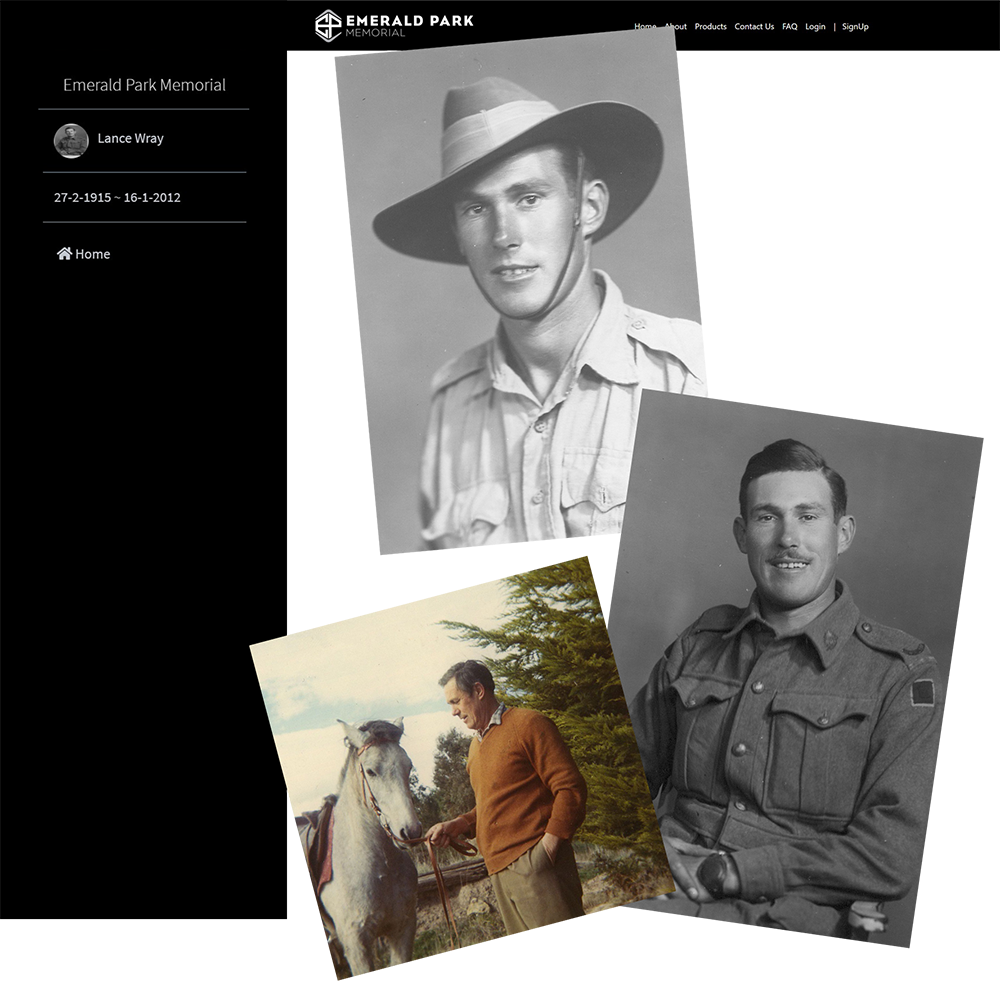 EMERALD PARK
MEMORIAL
Home About Products Contact Us FAQ Login | SignUp
Emerald Park Memorial
Lance Wray
27-2-1915 ~ 16-1-2012
Home